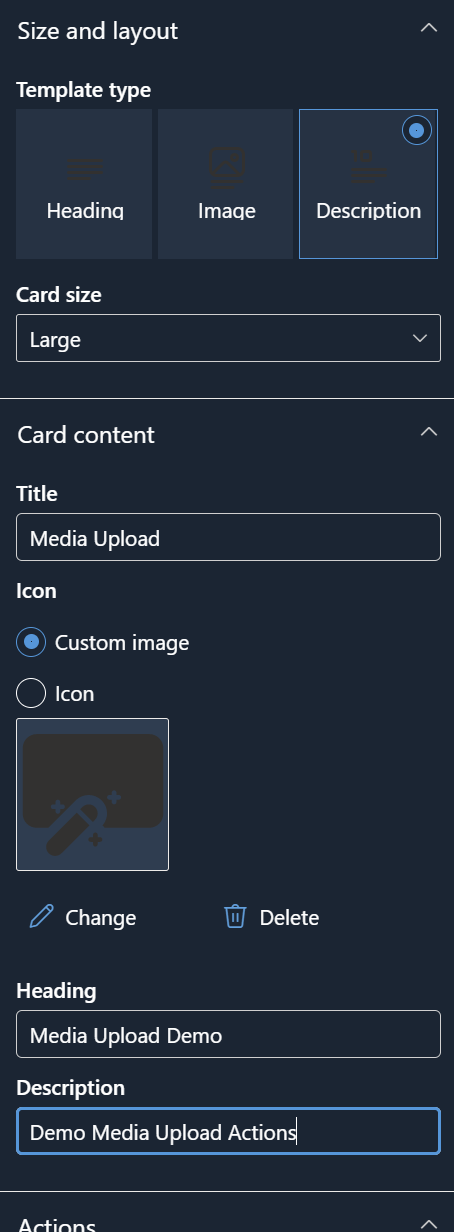 Size and layout
Template type
Heading Image Description
Card size
Large
Card content
Title
Media Upload
Icon
Custom image
Icon
Change Delete
Heading
Media Upload Demo
Description
Demo Media Upload Actions
Actions